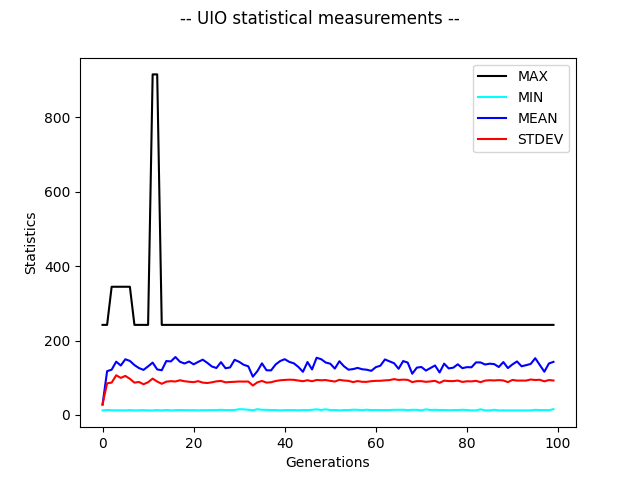 -- UIO statistical measurements --
MAX
MIN
MEAN
STDEV
Statistics
800
600
400
200
0
0 20 40 60 80 100
Generations